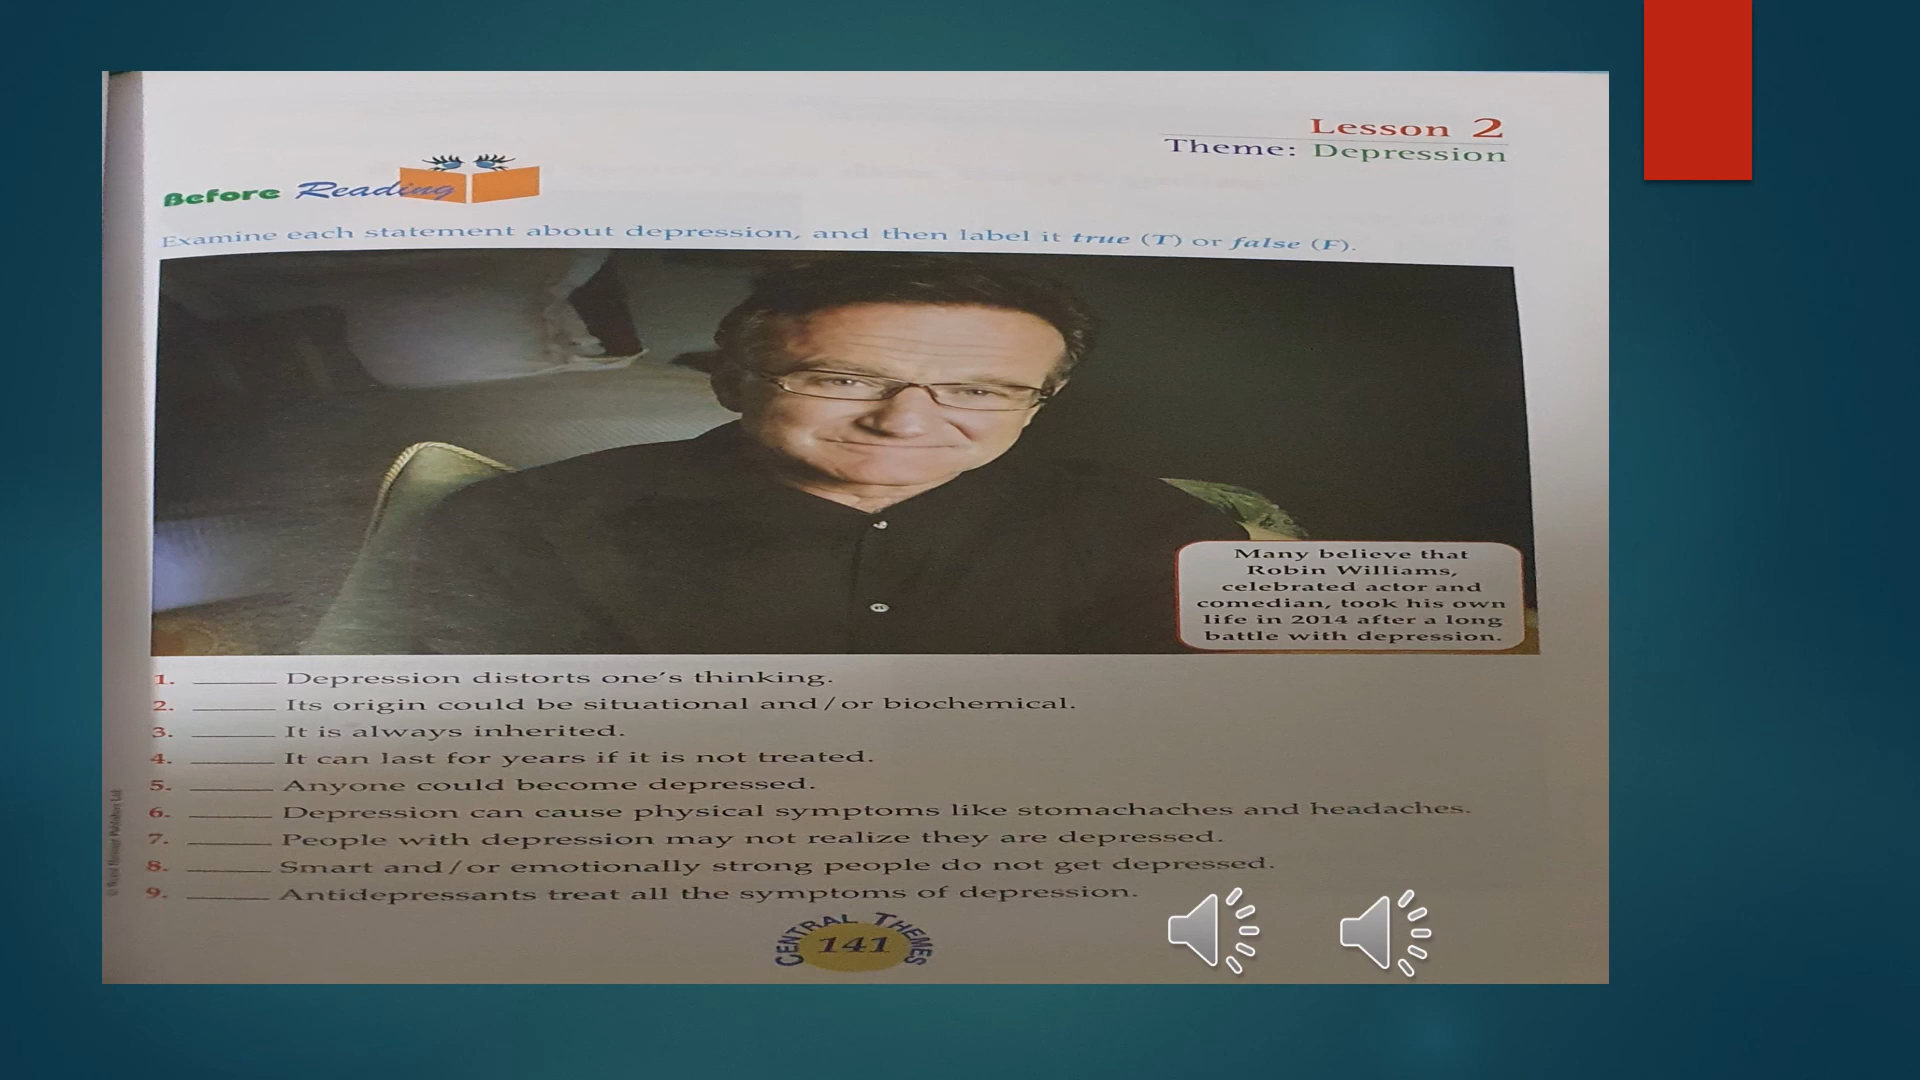 Lesson 2
Theme: Depression
Before Reading
Examine each statement about depression, and then label it true (T) or false (F).
Many believe that
Robin Williams,
celebrated actor and
comedian, took his own
life in 2014 after a long
battle with depression.
1. ______ Depression distorts one's thinking.
2. ______ Its origin could be situational and/or biochemical.
3. ______ It is always inherited.
4. ______ It can last for years if it is not treated.
5. ______ Anyone could become depressed.
6. ______ Depression can cause physical symptoms like stomachaches and headaches.
7. ______ People with depression may not realize they are depressed.
8. ______ Smart and/or emotionally strong people do not get depressed.
9. ______ Antidepressants treat all the symptoms of depression.
CENTRAL THEMES
141